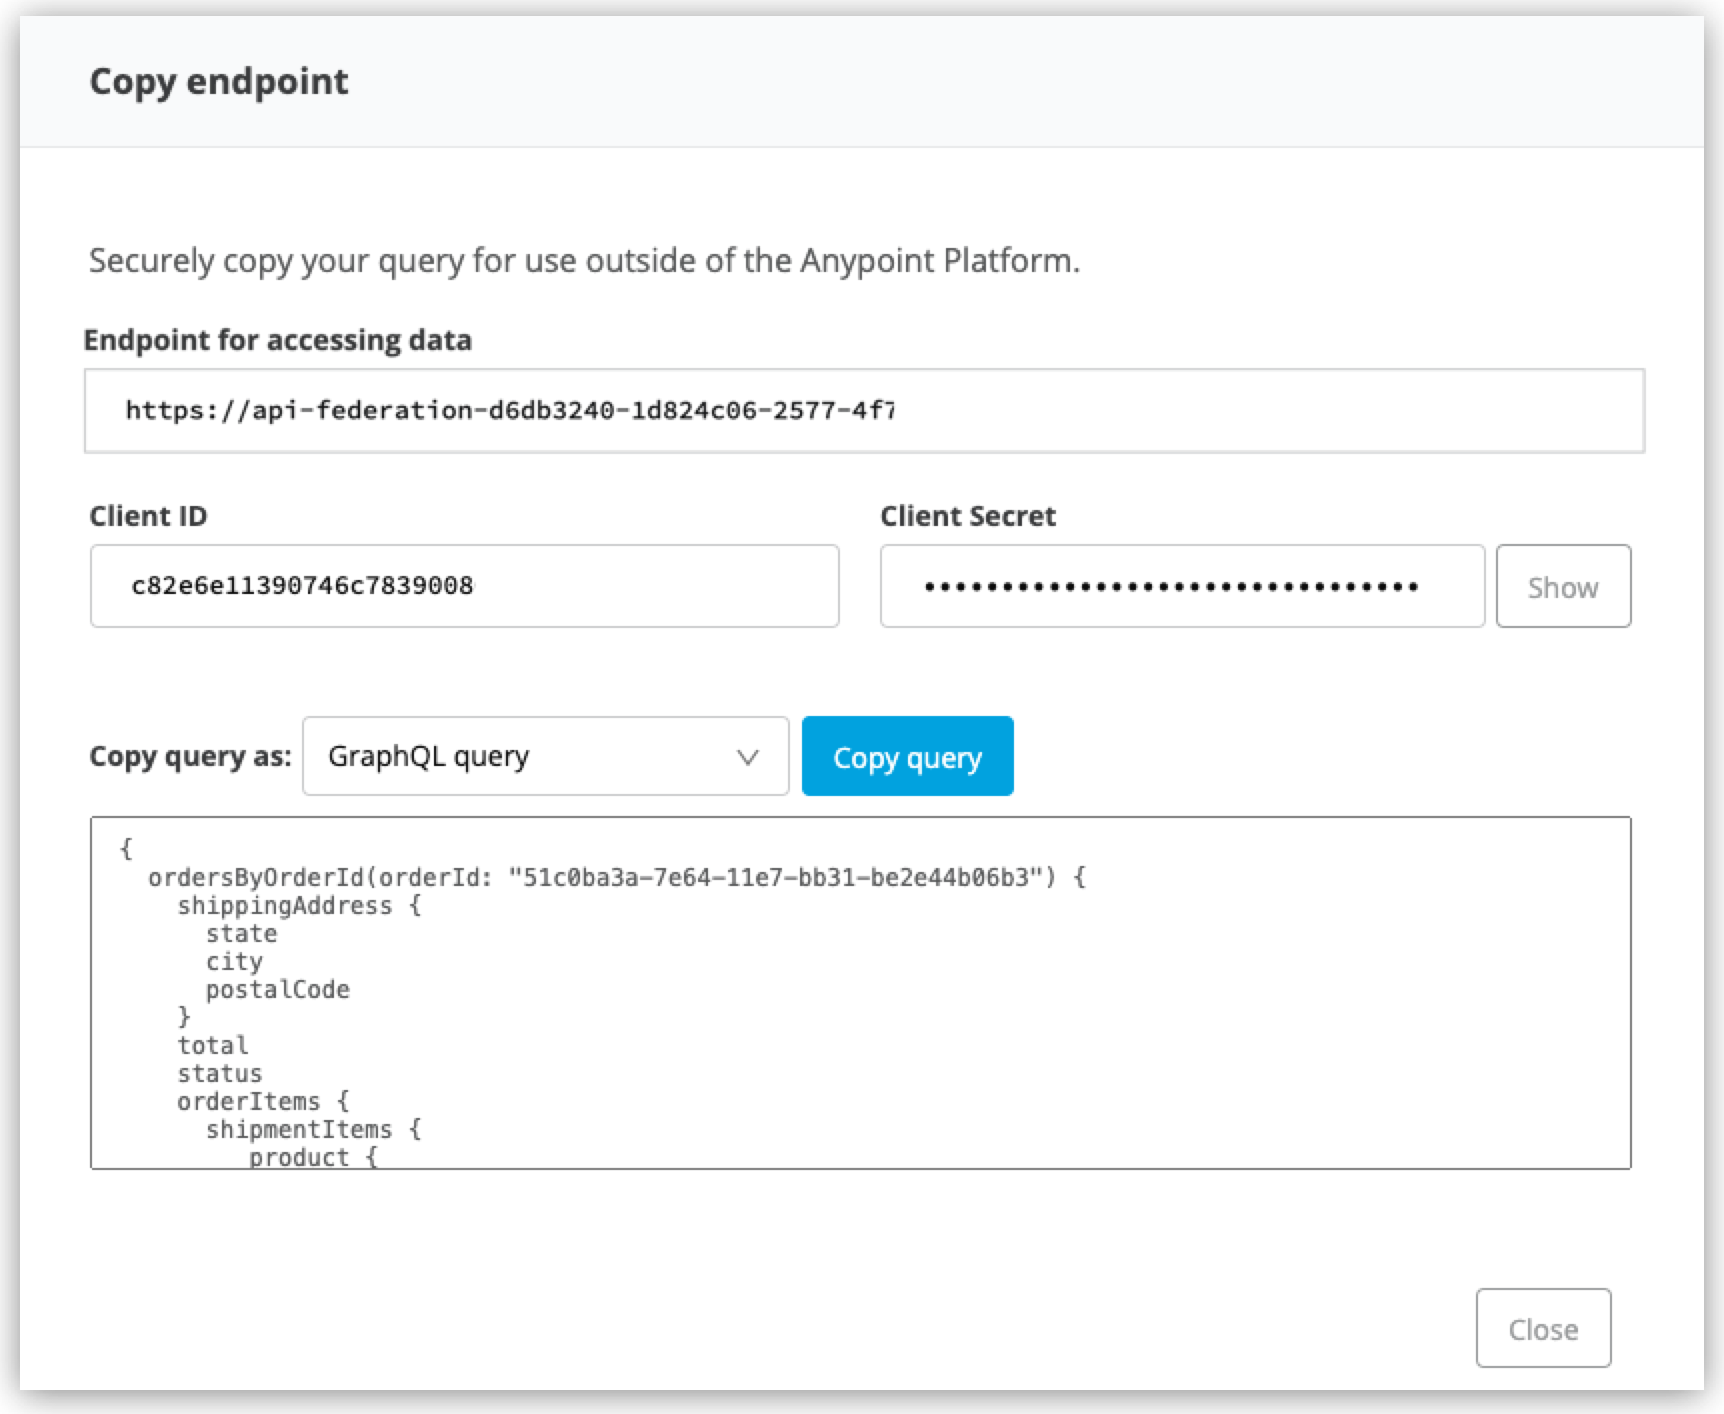 Copy endpoint
Securely copy your query for use outside of the Anypoint Platform.
Endpoint for accessing data
https://api-federation-d6db3240-1d824c06-2577-4f7
Client ID
Client Secret
c82e6e11390746c7839008
••••••••••••••••••••••••••••••••
Show
Copy query as:
GraphQL query
Copy query
{
  ordersByOrderId(orderId: "51c0ba3a-7e64-11e7-bb31-be2e44b06b3") {
    shippingAddress {
      state
      city
      postalCode
    }
    total
    status
    orderItems {
      shipmentItems {
         product {
Close